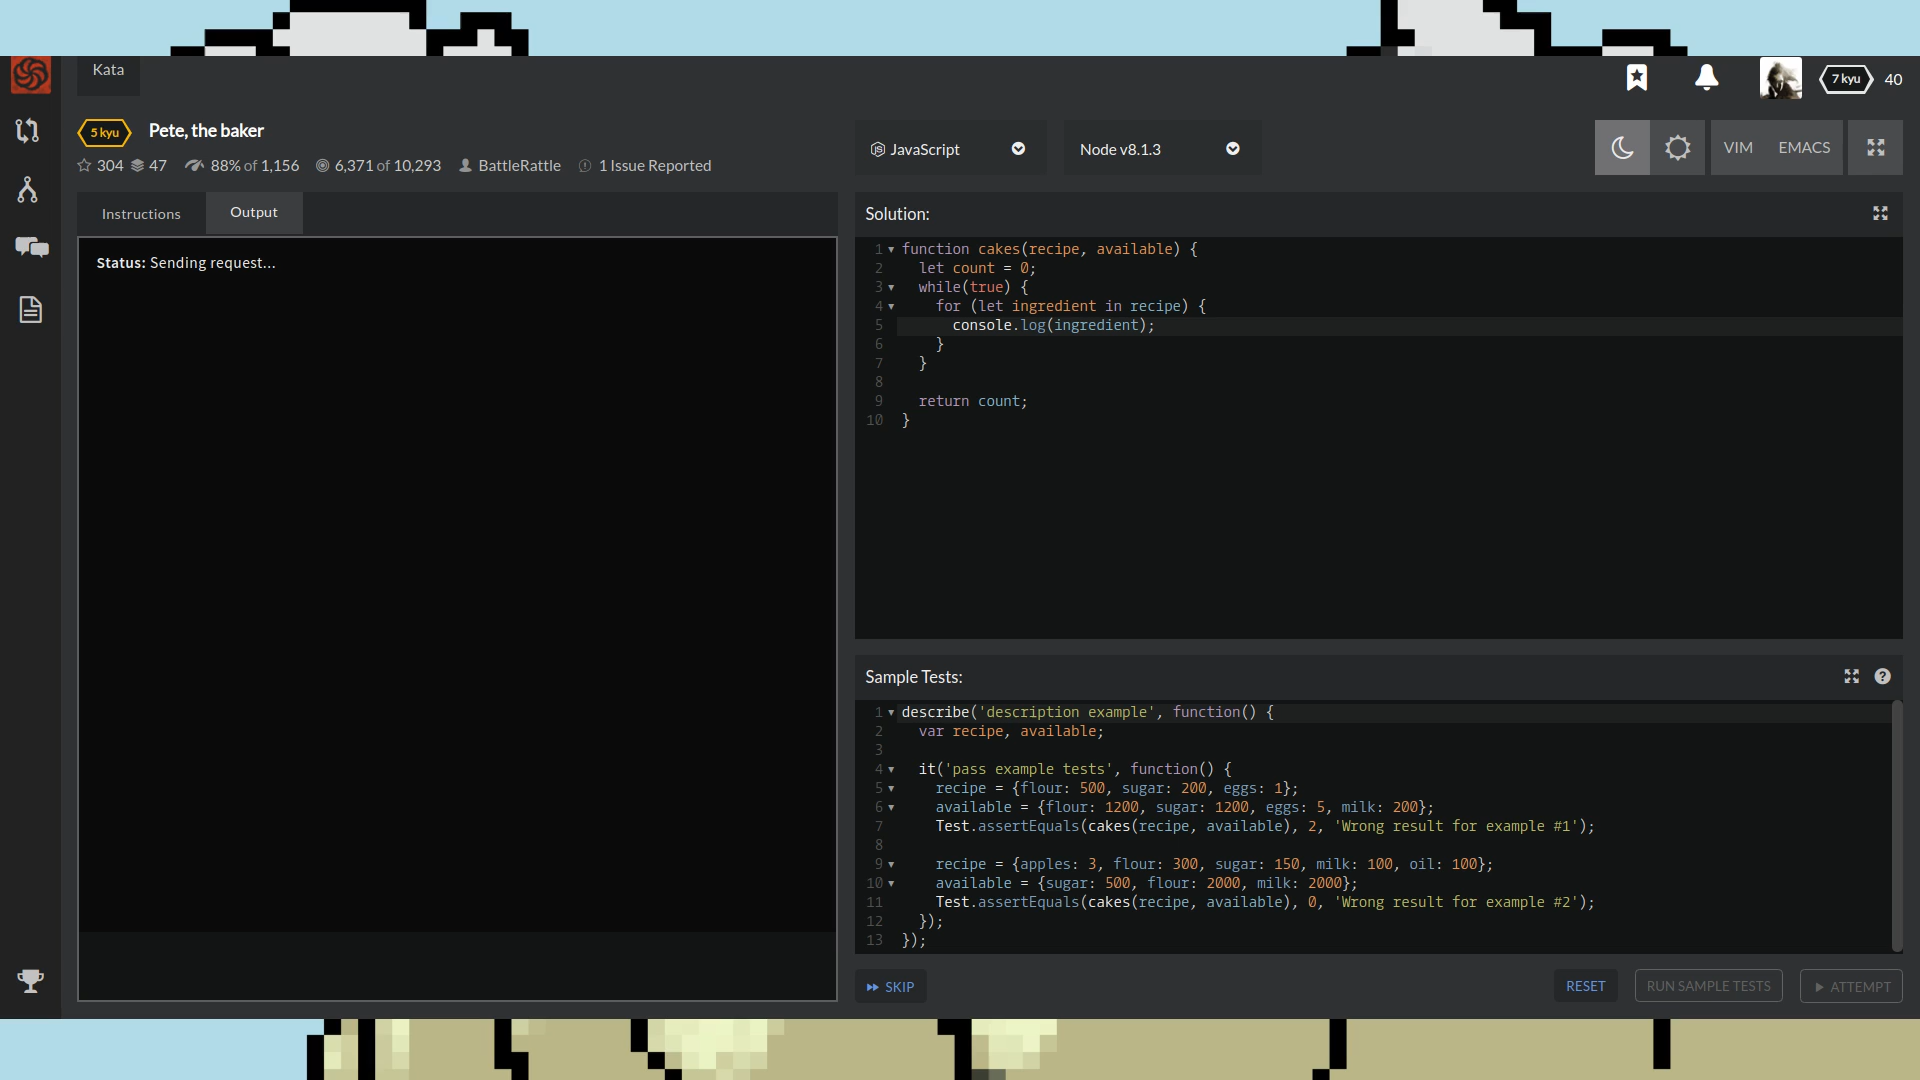 Kata
7 kyu 40
5 kyu Pete, the baker
304 47 88% of 1,156 6,371 of 10,293 BattleRattle 1 Issue Reported
JavaScript Node v8.1.3 VIM EMACS
Instructions Output
Status: Sending request...
Solution:
1 function cakes(recipe, available) {
2 let count = 0;
3 while(true) {
4 for (let ingredient in recipe) {
5 console.log(ingredient);
6 }
7 }
8
9 return count;
10 }
Sample Tests:
1 describe('description example', function() {
2 var recipe, available;
3
4 it('pass example tests', function() {
5 recipe = {flour: 500, sugar: 200, eggs: 1};
6 available = {flour: 1200, sugar: 1200, eggs: 5, milk: 200};
7 Test.assertEquals(cakes(recipe, available), 2, 'Wrong result for example #1');
8
9 recipe = {apples: 3, flour: 300, sugar: 150, milk: 100, oil: 100};
10 available = {sugar: 500, flour: 2000, milk: 2000};
11 Test.assertEquals(cakes(recipe, available), 0, 'Wrong result for example #2');
12 });
13 });
SKIP RESET RUN SAMPLE TESTS ATTEMPT